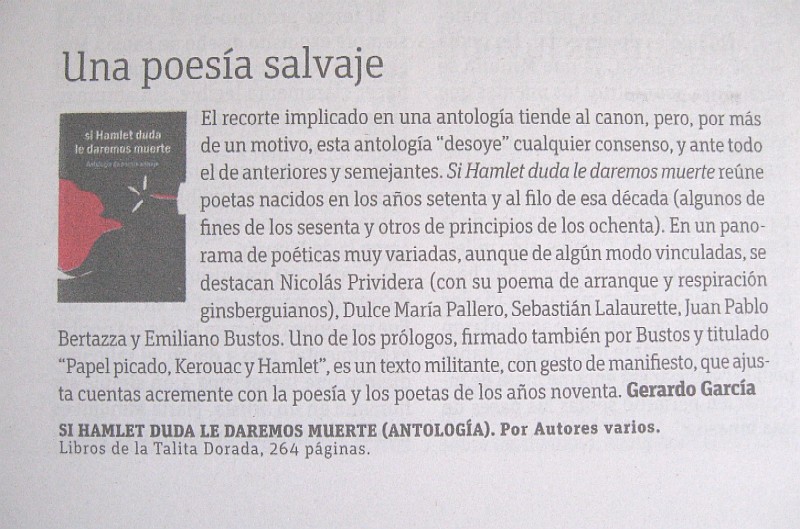 Una poesía salvaje
si Hamlet duda
le daremos muerte
Antología de poesía salvaje
El recorte implicado en una antología tiende al canon, pero, por más
de un motivo, esta antología “desoye” cualquier consenso, y ante todo
el de anteriores y semejantes. Si Hamlet duda le daremos muerte reúne
poetas nacidos en los años setenta y al filo de esa década (algunos de
fines de los sesenta y otros de principios de los ochenta). En un pano-
rama de poéticas muy variadas, aunque de algún modo vinculadas, se
destacan Nicolás Prividera (con su poema de arranque y respiración
ginsberguianos), Dulce María Pallero, Sebastián Lalaurette, Juan Pablo
Bertazza y Emiliano Bustos. Uno de los prólogos, firmado también por Bustos y titulado
“Papel picado, Kerouac y Hamlet”, es un texto militante, con gesto de manifiesto, que ajus-
ta cuentas acremente con la poesía y los poetas de los años noventa. Gerardo García
SI HAMLET DUDA LE DAREMOS MUERTE (ANTOLOGÍA). Por Autores varios.
Libros de la Talita Dorada, 264 páginas.